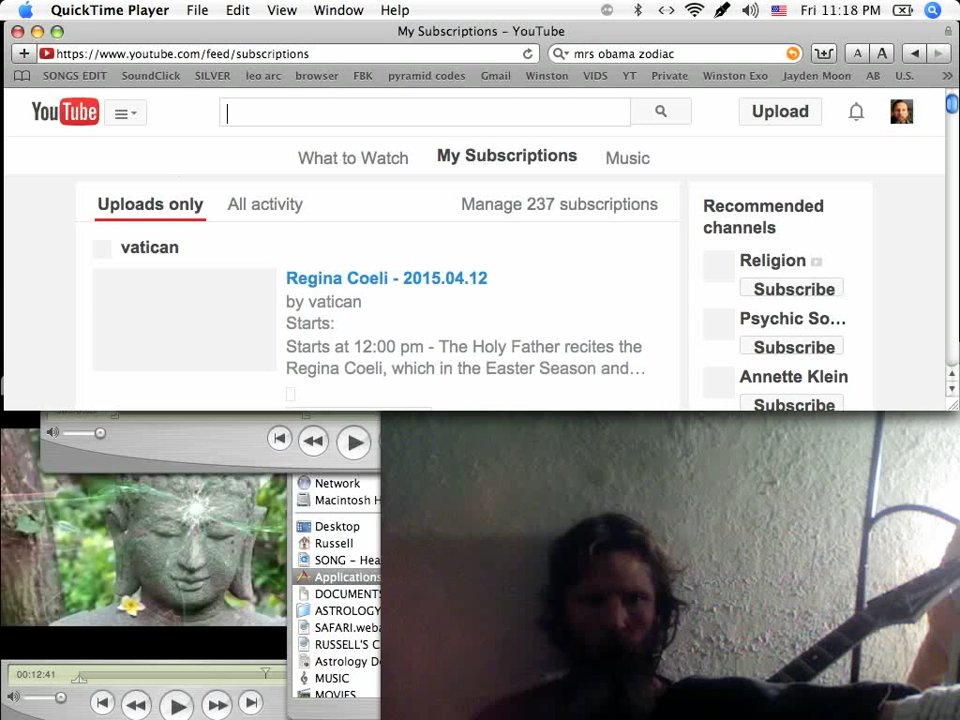 QuickTime Player File Edit View Window Help Fri 11:18 PM
My Subscriptions – YouTube
https://www.youtube.com/feed/subscriptions mrs obama zodiac A A
SONGS EDIT SoundClick SILVER leo arc browser FBK pyramid codes Gmail Winston VIDS YT Private Winston Exo Jayden Moon AB U.S. »
YouTube Upload
What to Watch My Subscriptions Music
Uploads only All activity Manage 237 subscriptions
Recommended
channels
vatican
Regina Coeli - 2015.04.12
by vatican
Starts:
Starts at 12:00 pm - The Holy Father recites the
Regina Coeli, which in the Easter Season and…
Religion
Subscribe
Psychic So…
Subscribe
Annette Klein
Subscribe
Network
Macintosh H
Desktop
Russell
SONG – Hea
Applications
DOCUMENT
ASTROLOGY
SAFARI.weba
RUSSELL'S C
Astrology De
MUSIC
MOVIES
00:12:41